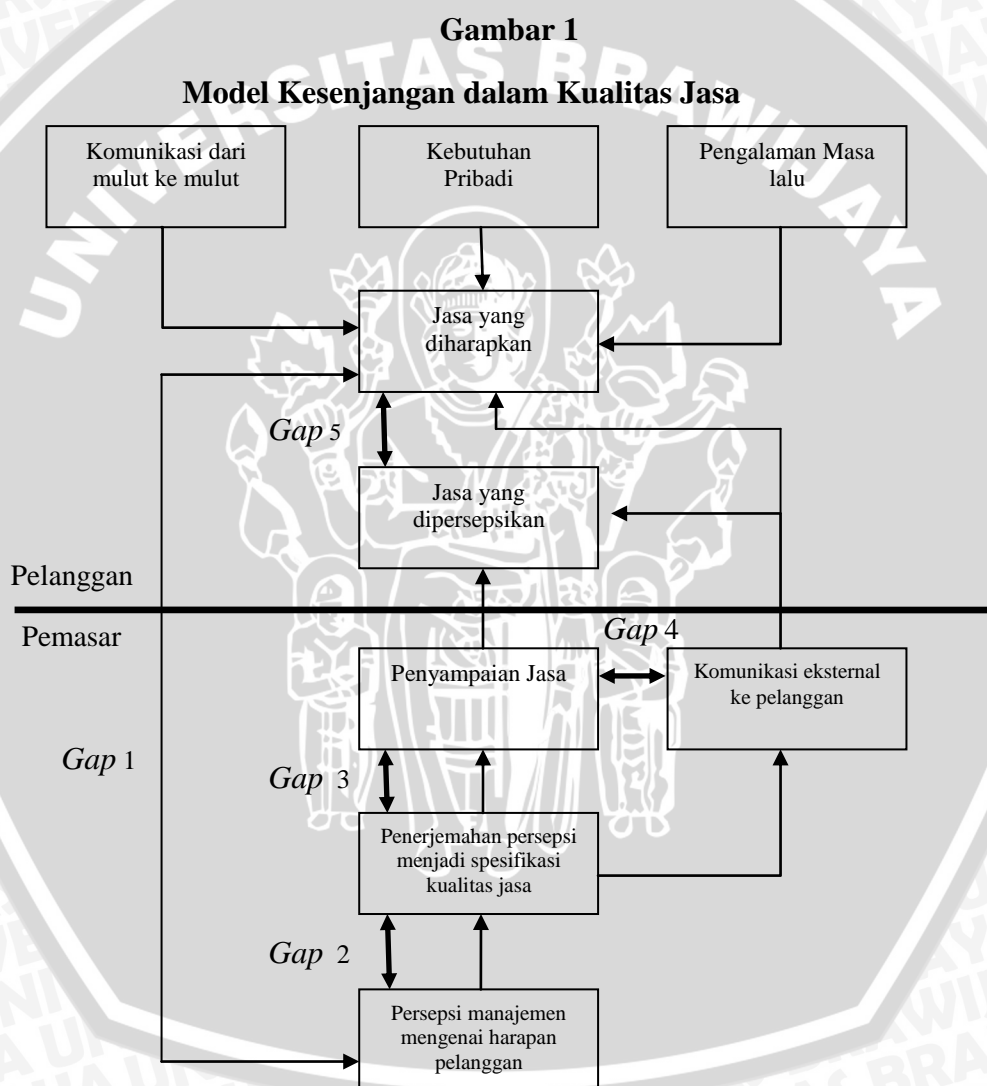 Gambar 1
Model Kesenjangan dalam Kualitas Jasa
UNIVERSITAS BRAWIJAYA
Komunikasi dari
mulut ke mulut
Kebutuhan
Pribadi
Pengalaman Masa
lalu
Jasa yang
diharapkan
Gap 5
Jasa yang
dipersepsikan
Pelanggan
Pemasar
Gap 4
Penyampaian Jasa
Komunikasi eksternal
ke pelanggan
Gap 1
Gap 3
Penerjemahan persepsi
menjadi spesifikasi
kualitas jasa
Gap 2
Persepsi manajemen
mengenai harapan
pelanggan